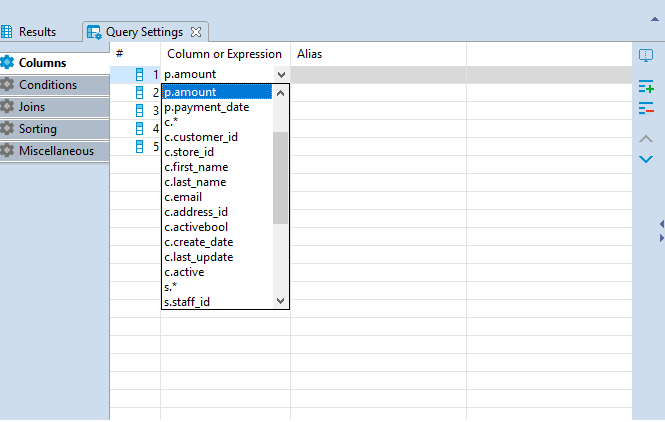 Results
Query Settings
Columns
Conditions
Joins
Sorting
Miscellaneous
# Column or Expression Alias
1 p.amount
2
3
4
5
p.amount
p.payment_date
c.*
c.customer_id
c.store_id
c.first_name
c.last_name
c.email
c.address_id
c.activebool
c.create_date
c.last_update
c.active
s.*
s.staff_id